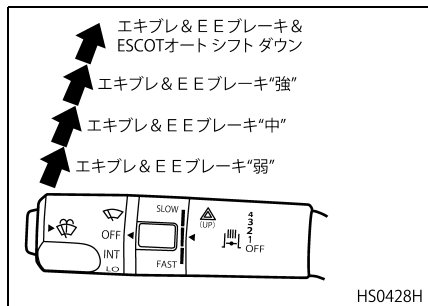 エキブレ&EEブレーキ&
ESCOTオート シフト ダウン
エキブレ&EEブレーキ“強”
エキブレ&EEブレーキ“中”
エキブレ&EEブレーキ“弱”
SLOW
FAST
OFF
INT
LO
(UP)
4
3
2
1
OFF
HS0428H